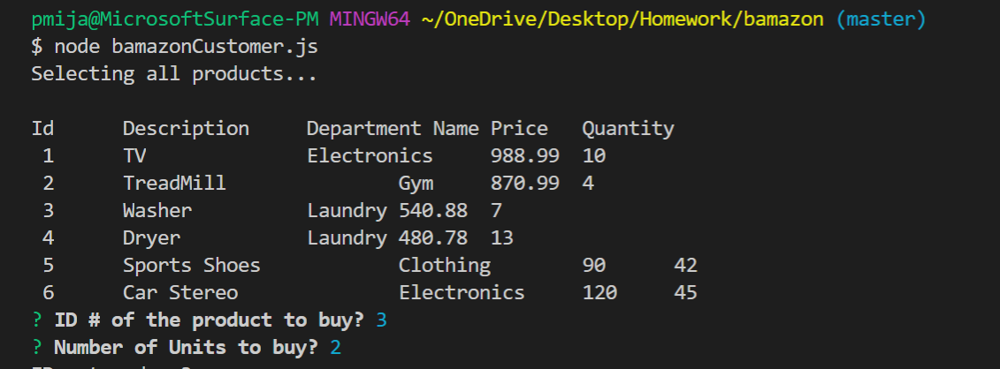 pmija@MicrosoftSurface-PM MINGW64 ~/OneDrive/Desktop/Homework/bamazon (master)
$ node bamazonCustomer.js
Selecting all products...
Id Description Department Name Price Quantity
1 TV Electronics 988.99 10
2 TreadMill Gym 870.99 4
3 Washer Laundry 540.88 7
4 Dryer Laundry 480.78 13
5 Sports Shoes Clothing 90 42
6 Car Stereo Electronics 120 45
? ID # of the product to buy? 3
? Number of Units to buy? 2